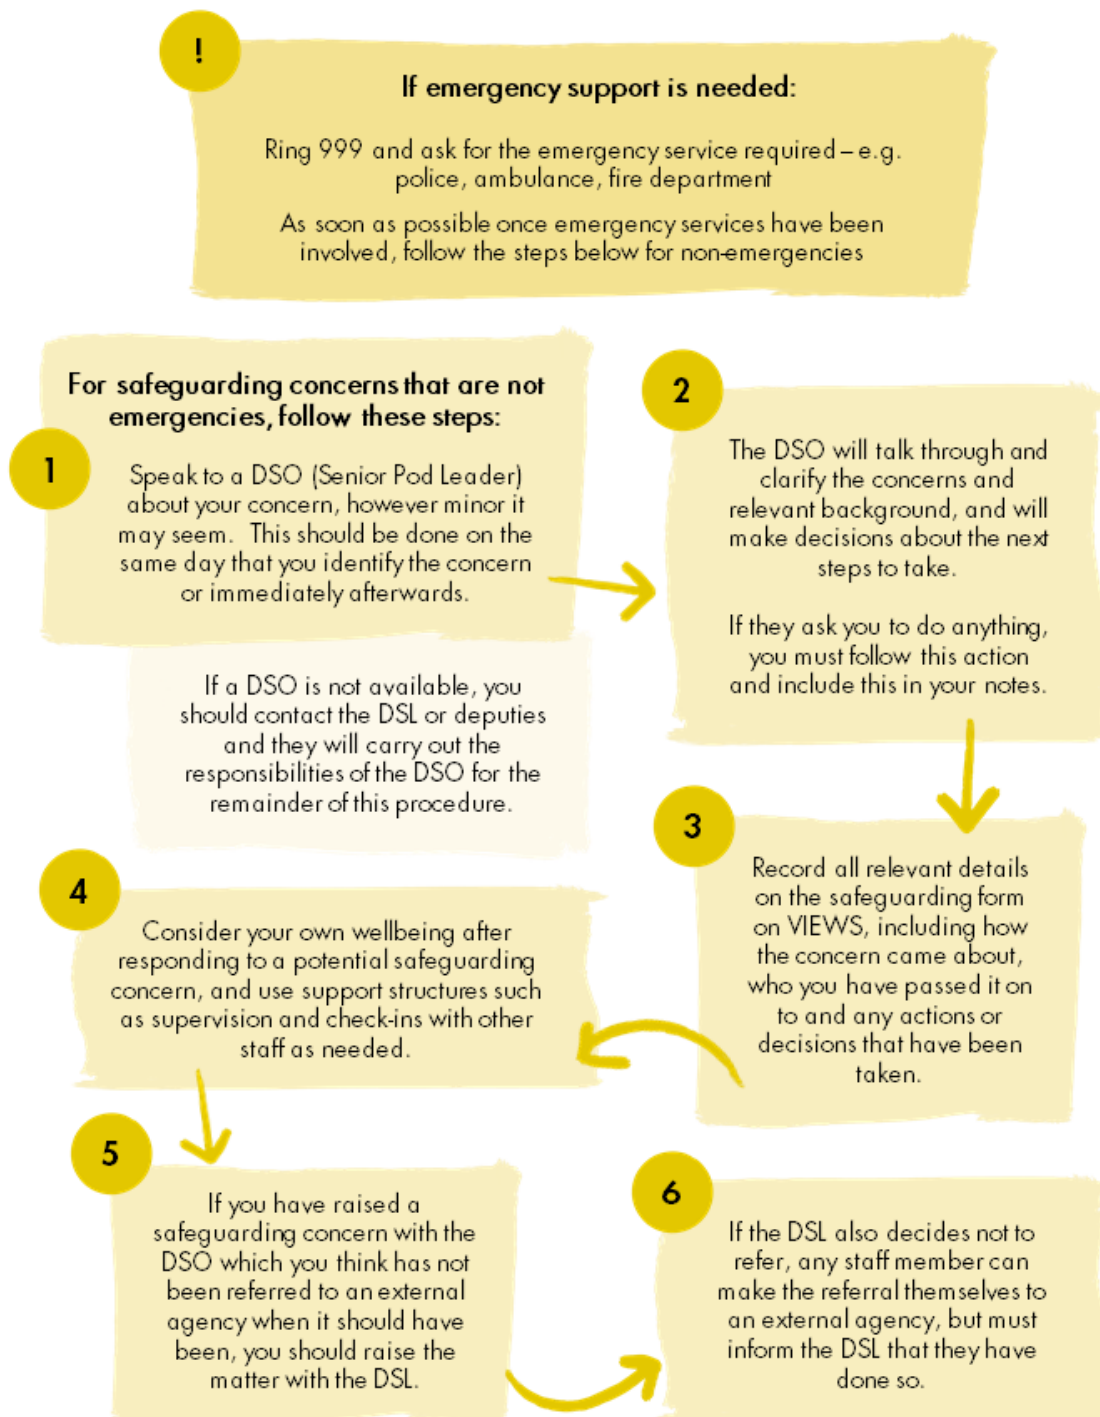 !
If emergency support is needed:
Ring 999 and ask for the emergency service required – e.g.
police, ambulance, fire department
As soon as possible once emergency services have been
involved, follow the steps below for non-emergencies
For safeguarding concerns that are not
emergencies, follow these steps:
1
Speak to a DSO (Senior Pod Leader)
about your concern, however minor it
may seem. This should be done on the
same day that you identify the concern
or immediately afterwards.
If a DSO is not available, you
should contact the DSL or deputies
and they will carry out the
responsibilities of the DSO for the
remainder of this procedure.
2
The DSO will talk through and
clarify the concerns and
relevant background, and will
make decisions about the next
steps to take.
If they ask you to do anything,
you must follow this action
and include this in your notes.
3
Record all relevant details
on the safeguarding form
on VIEWS, including how
the concern came about,
who you have passed it on
to and any actions or
decisions that have been
taken.
4
Consider your own wellbeing after
responding to a potential safeguarding
concern, and use support structures such
as supervision and check-ins with other
staff as needed.
5
If you have raised a
safeguarding concern with the
DSO which you think has not
been referred to an external
agency when it should have
been, you should raise the
matter with the DSL.
6
If the DSL also decides not to
refer, any staff member can
make the referral themselves to
an external agency, but must
inform the DSL that they have
done so.